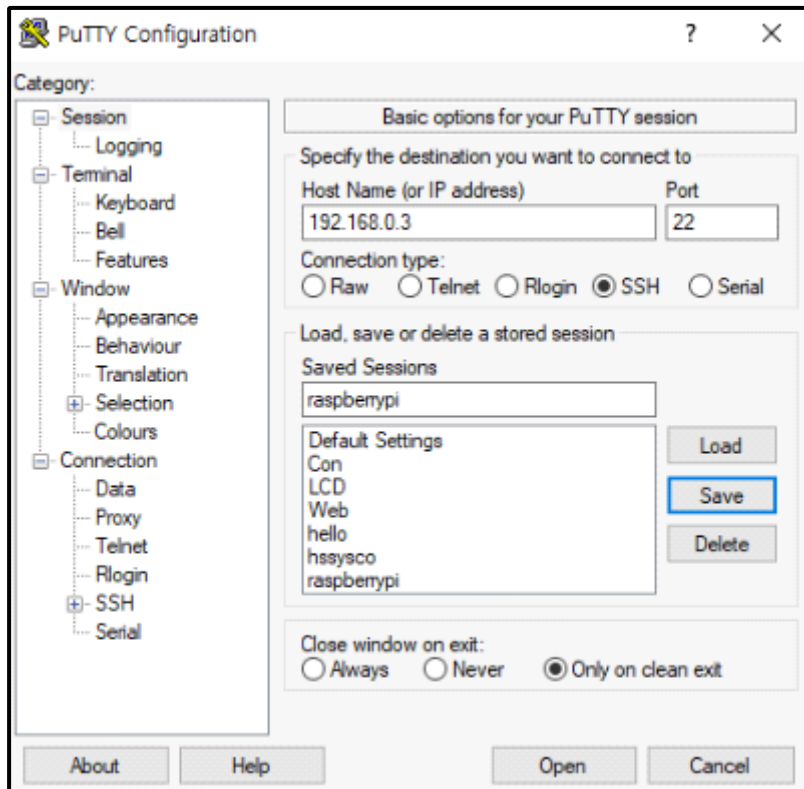 PuTTY Configuration
?
Category:
Session
Logging
Terminal
Keyboard
Bell
Features
Window
Appearance
Behaviour
Translation
Selection
Colours
Connection
Data
Proxy
Telnet
Rlogin
SSH
Serial
Basic options for your PuTTY session
Specify the destination you want to connect to
Host Name (or IP address) Port
192.168.0.3 22
Connection type:
Raw Telnet Rlogin SSH Serial
Load, save or delete a stored session
Saved Sessions
raspberrypi
Default Settings
Con
LCD
Web
hello
hssysco
raspberrypi
Load
Save
Delete
Close window on exit:
Always Never Only on clean exit
About Help Open Cancel